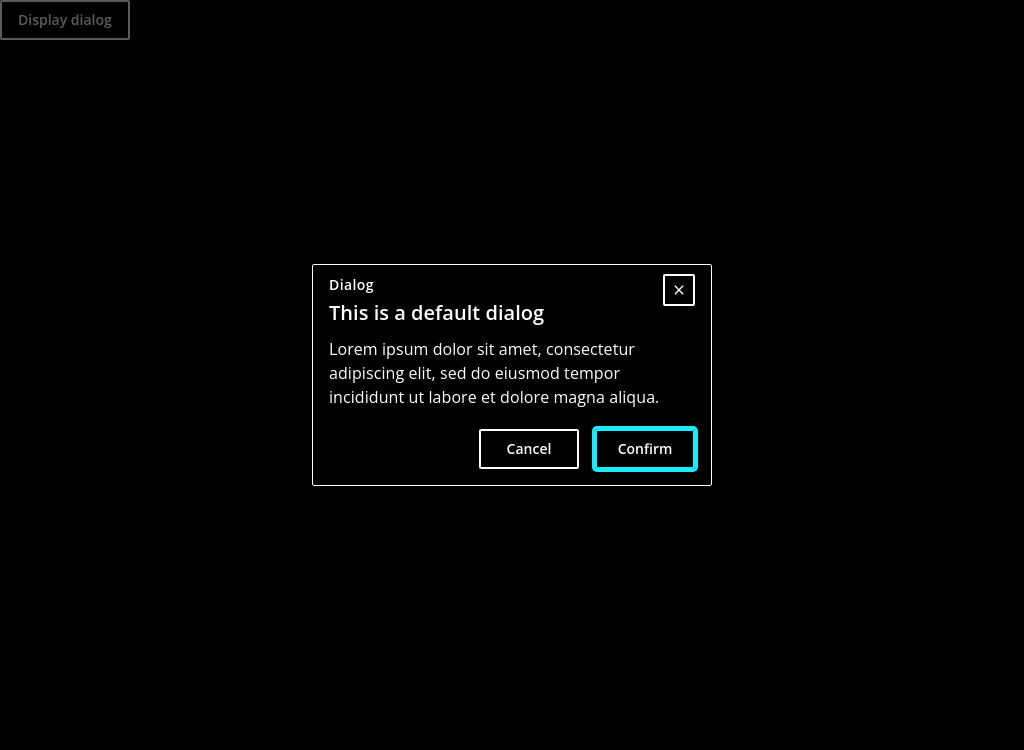 Display dialog
Dialog
This is a default dialog
Lorem ipsum dolor sit amet, consectetur
adipiscing elit, sed do eiusmod tempor
incididunt ut labore et dolore magna aliqua.
Cancel
Confirm